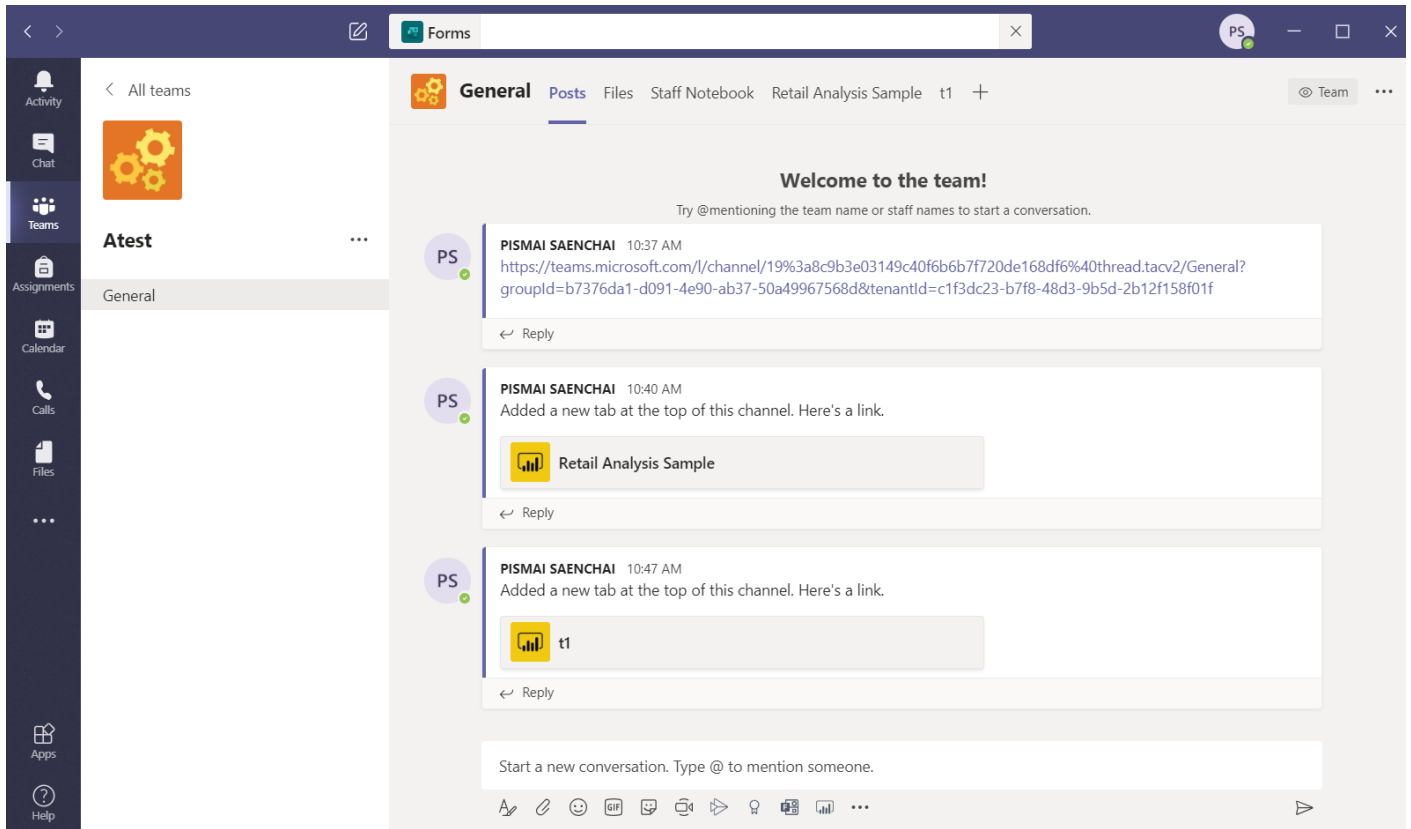 Forms
PS
Activity
Chat
Teams
Assignments
Calendar
Calls
Files
Apps
Help
All teams
Atest
General
General Posts Files Staff Notebook Retail Analysis Sample t1
Team
Welcome to the team!
Try @mentioning the team name or staff names to start a conversation.
PS
PISMAI SAENCHAI 10:37 AM
https://teams.microsoft.com/l/channel/19%3a8c9b3e03149c40f6b6b7f720de168df6%40thread.tacv2/General?
groupId=b7376da1-d091-4e90-ab37-50a49967568d&tenantId=c1f3dc23-b7f8-48d3-9b5d-2b12f158f01f
Reply
PS
PISMAI SAENCHAI 10:40 AM
Added a new tab at the top of this channel. Here's a link.
Retail Analysis Sample
Reply
PS
PISMAI SAENCHAI 10:47 AM
Added a new tab at the top of this channel. Here's a link.
t1
Reply
Start a new conversation. Type @ to mention someone.
GIF